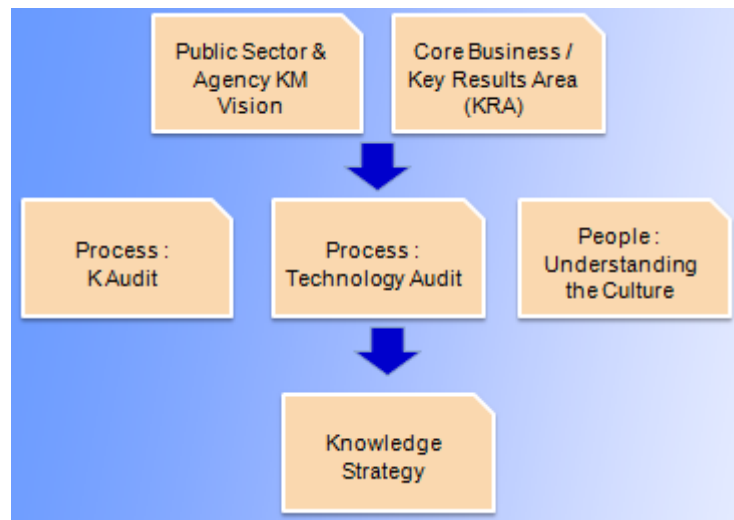 Public Sector &
Agency KM
Vision
Core Business /
Key Results Area
(KRA)
Process :
K Audit
Process :
Technology Audit
People :
Understanding
the Culture
Knowledge
Strategy